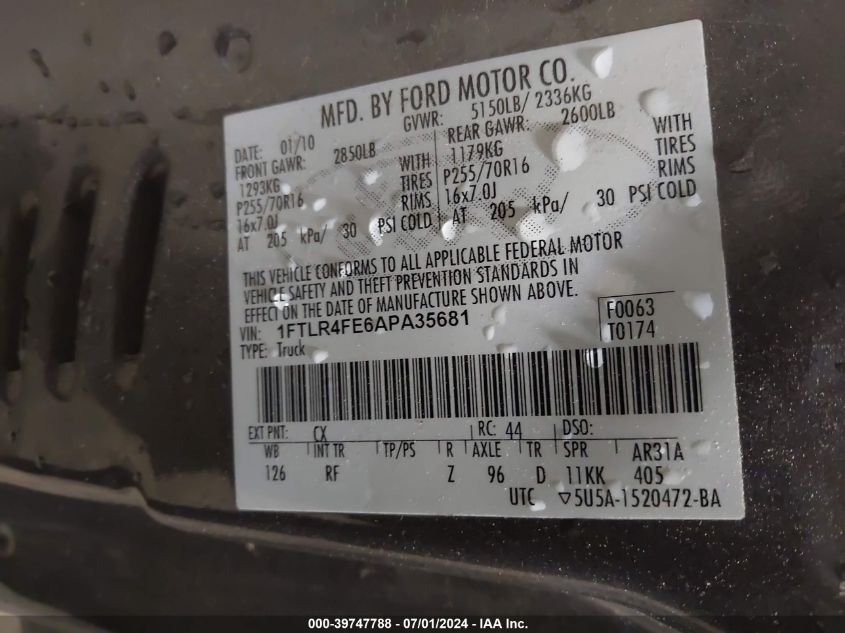 MFD. BY FORD MOTOR CO.
DATE: 01/10 GVWR: 5150LB/ 2336KG
FRONT GAWR: 2850LB REAR GAWR: 2600LB
1293KG WITH 1179KG WITH
P255/70R16 TIRES P255/70R16 TIRES
16x7.0J RIMS 16x7.0J RIMS
AT 205 kPa/ 30 PSI COLD AT 205 kPa/ 30 PSI COLD
THIS VEHICLE CONFORMS TO ALL APPLICABLE FEDERAL MOTOR
VEHICLE SAFETY AND THEFT PREVENTION STANDARDS IN
EFFECT ON THE DATE OF MANUFACTURE SHOWN ABOVE.
VIN: 1FTLR4FE6APA35681 F0063
TYPE: Truck T0174
EXT PNT: CX RC: 44 DSO:
WB INT TR TP/PS R AXLE TR SPR AR31A
126 RF Z 96 D 11KK 405
UTC ▽5U5A-1520472-BA
000-39747788 - 07/01/2024 - IAA Inc.